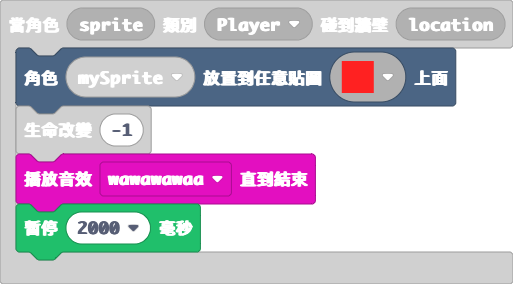 當角色 sprite 類別 Player 碰到牆壁 location
角色 mySprite 放置到任意貼圖 上面
生命改變 -1
播放音效 wawawawaa 直到結束
暫停 2000 毫秒